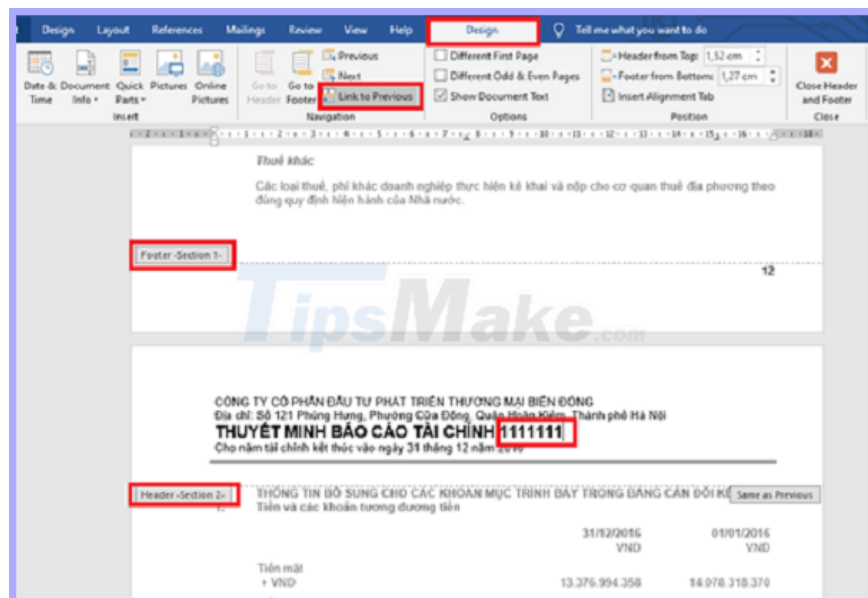 Design Layout References Mailings Review View Help Design Tell me what you want to do
Date & Time
Document Info
Quick Parts
Pictures
Online Pictures
Insert
Go to Header
Go to Footer
Previous
Next
Link to Previous
Navigation
Different First Page
Different Odd & Even Pages
Show Document Text
Options
Header from Top: 1,52 cm
Footer from Bottom: 1,27 cm
Insert Alignment Tab
Position
Close Header and Footer
Close
Thuế khác
Các loại thuế, phí khác doanh nghiệp thực hiện kê khai và nộp cho cơ quan thuế địa phương theo
đúng quy định hiện hành của Nhà nước.
Footer -Section 1-
12
TipsMake.com
CÔNG TY CỔ PHẦN ĐẦU TƯ PHÁT TRIỂN THƯƠNG MẠI BIỂN ĐÔNG
Địa chỉ: Số 121 Phùng Hưng, Phường Cửa Đông, Quận Hoàn Kiếm, Thành phố Hà Nội
THUYẾT MINH BÁO CÁO TÀI CHÍNH 1111111
Cho năm tài chính kết thúc vào ngày 31 tháng 12 năm 2016
Header -Section 2-
THÔNG TIN BỔ SUNG CHO CÁC KHOẢN MỤC TRÌNH BÀY TRONG BẢNG CÂN ĐỐI KẾ
Same as Previous
1. Tiền và các khoản tương đương tiền
31/12/2016 01/01/2016
VND VND
Tiền mặt
+ VND 13.376.994.358 14.078.318.370